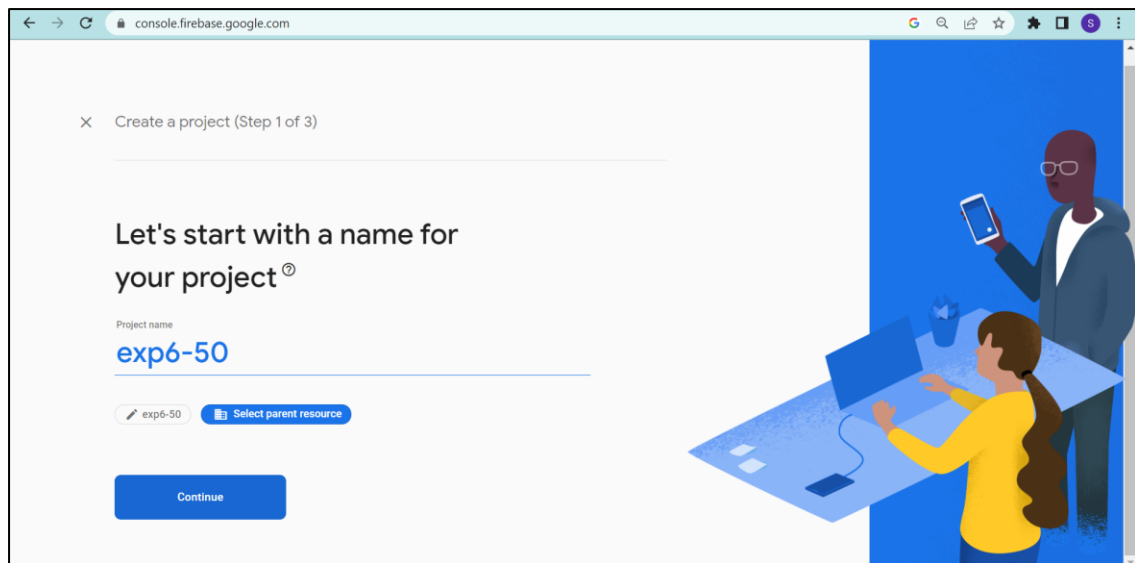 console.firebase.google.com
G
S
Create a project (Step 1 of 3)
Let's start with a name for
your project ?
Project name
exp6-50
exp6-50
Select parent resource
Continue